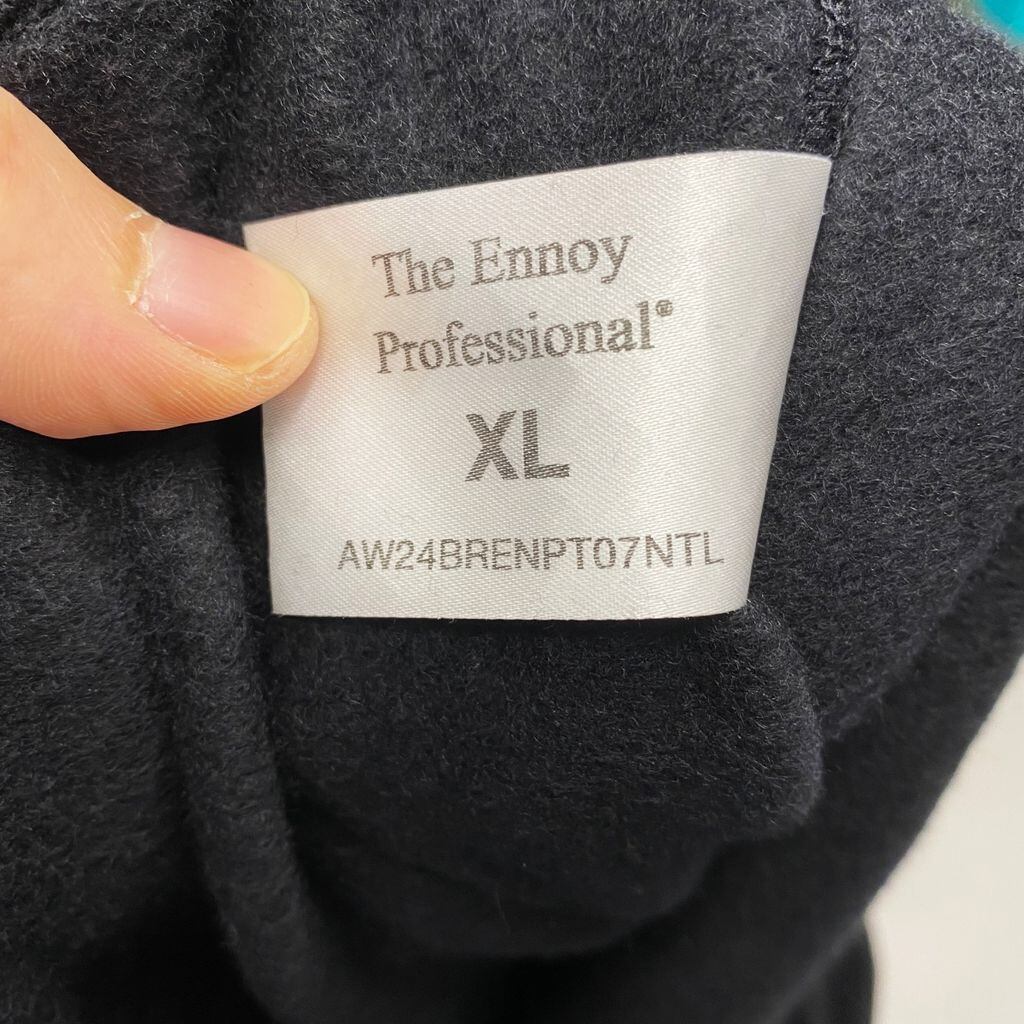 The Ennoy
Professional®
XL
AW24BRENPT07NTL